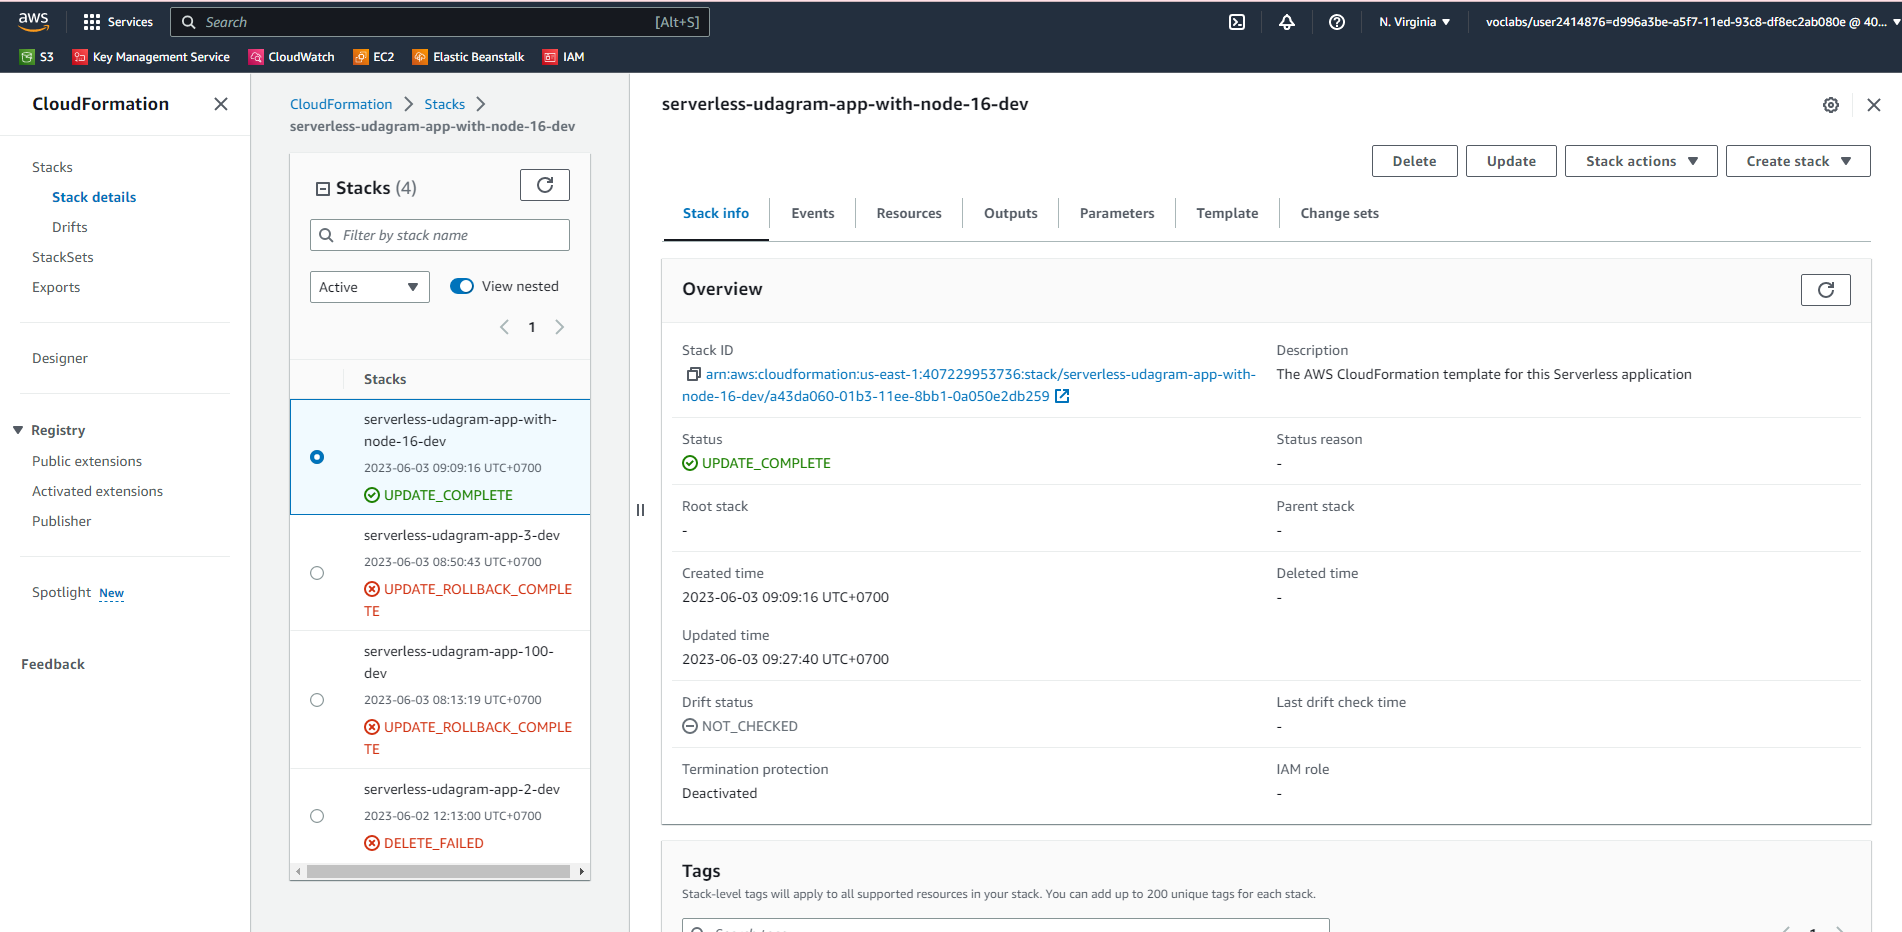 aws
Services
Search
[Alt+S]
N. Virginia
voclabs/user2414876=d996a3be-a5f7-11ed-93c8-df8ec2ab080e @ 40...
S3
Key Management Service
CloudWatch
EC2
Elastic Beanstalk
IAM
CloudFormation
Stacks
Stack details
Drifts
StackSets
Exports
Designer
Registry
Public extensions
Activated extensions
Publisher
Spotlight New
Feedback
CloudFormation
Stacks
serverless-udagram-app-with-node-16-dev
Stacks (4)
Filter by stack name
Active
View nested
1
Stacks
serverless-udagram-app-with-
node-16-dev
2023-06-03 09:09:16 UTC+0700
UPDATE_COMPLETE
serverless-udagram-app-3-dev
2023-06-03 08:50:43 UTC+0700
UPDATE_ROLLBACK_COMPLE
TE
serverless-udagram-app-100-
dev
2023-06-03 08:13:19 UTC+0700
UPDATE_ROLLBACK_COMPLE
TE
serverless-udagram-app-2-dev
2023-06-02 12:13:00 UTC+0700
DELETE_FAILED
serverless-udagram-app-with-node-16-dev
Delete
Update
Stack actions
Create stack
Stack info
Events
Resources
Outputs
Parameters
Template
Change sets
Overview
Stack ID
arn:aws:cloudformation:us-east-1:407229953736:stack/serverless-udagram-app-with-
node-16-dev/a43da060-01b3-11ee-8bb1-0a050e2db259
Description
The AWS CloudFormation template for this Serverless application
Status
UPDATE_COMPLETE
Status reason
-
Root stack
-
Parent stack
-
Created time
2023-06-03 09:09:16 UTC+0700
Deleted time
-
Updated time
2023-06-03 09:27:40 UTC+0700
Drift status
NOT_CHECKED
Last drift check time
-
Termination protection
Deactivated
IAM role
-
Tags
Stack-level tags will apply to all supported resources in your stack. You can add up to 200 unique tags for each stack.